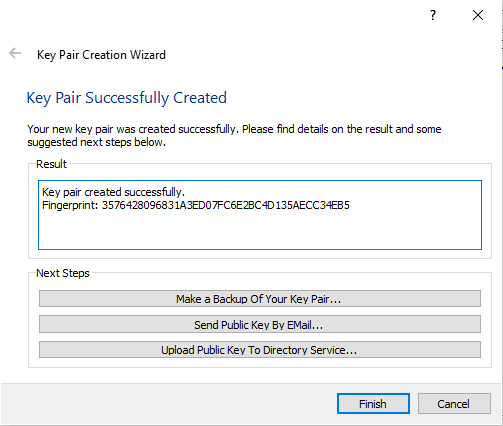 ?
Key Pair Creation Wizard
Key Pair Successfully Created
Your new key pair was created successfully. Please find details on the result and some
suggested next steps below.
Result
Key pair created successfully.
Fingerprint: 3576428096831A3ED07FC6E2BC4D135AECC34EB5
Next Steps
Make a Backup Of Your Key Pair...
Send Public Key By EMail...
Upload Public Key To Directory Service...
Finish
Cancel